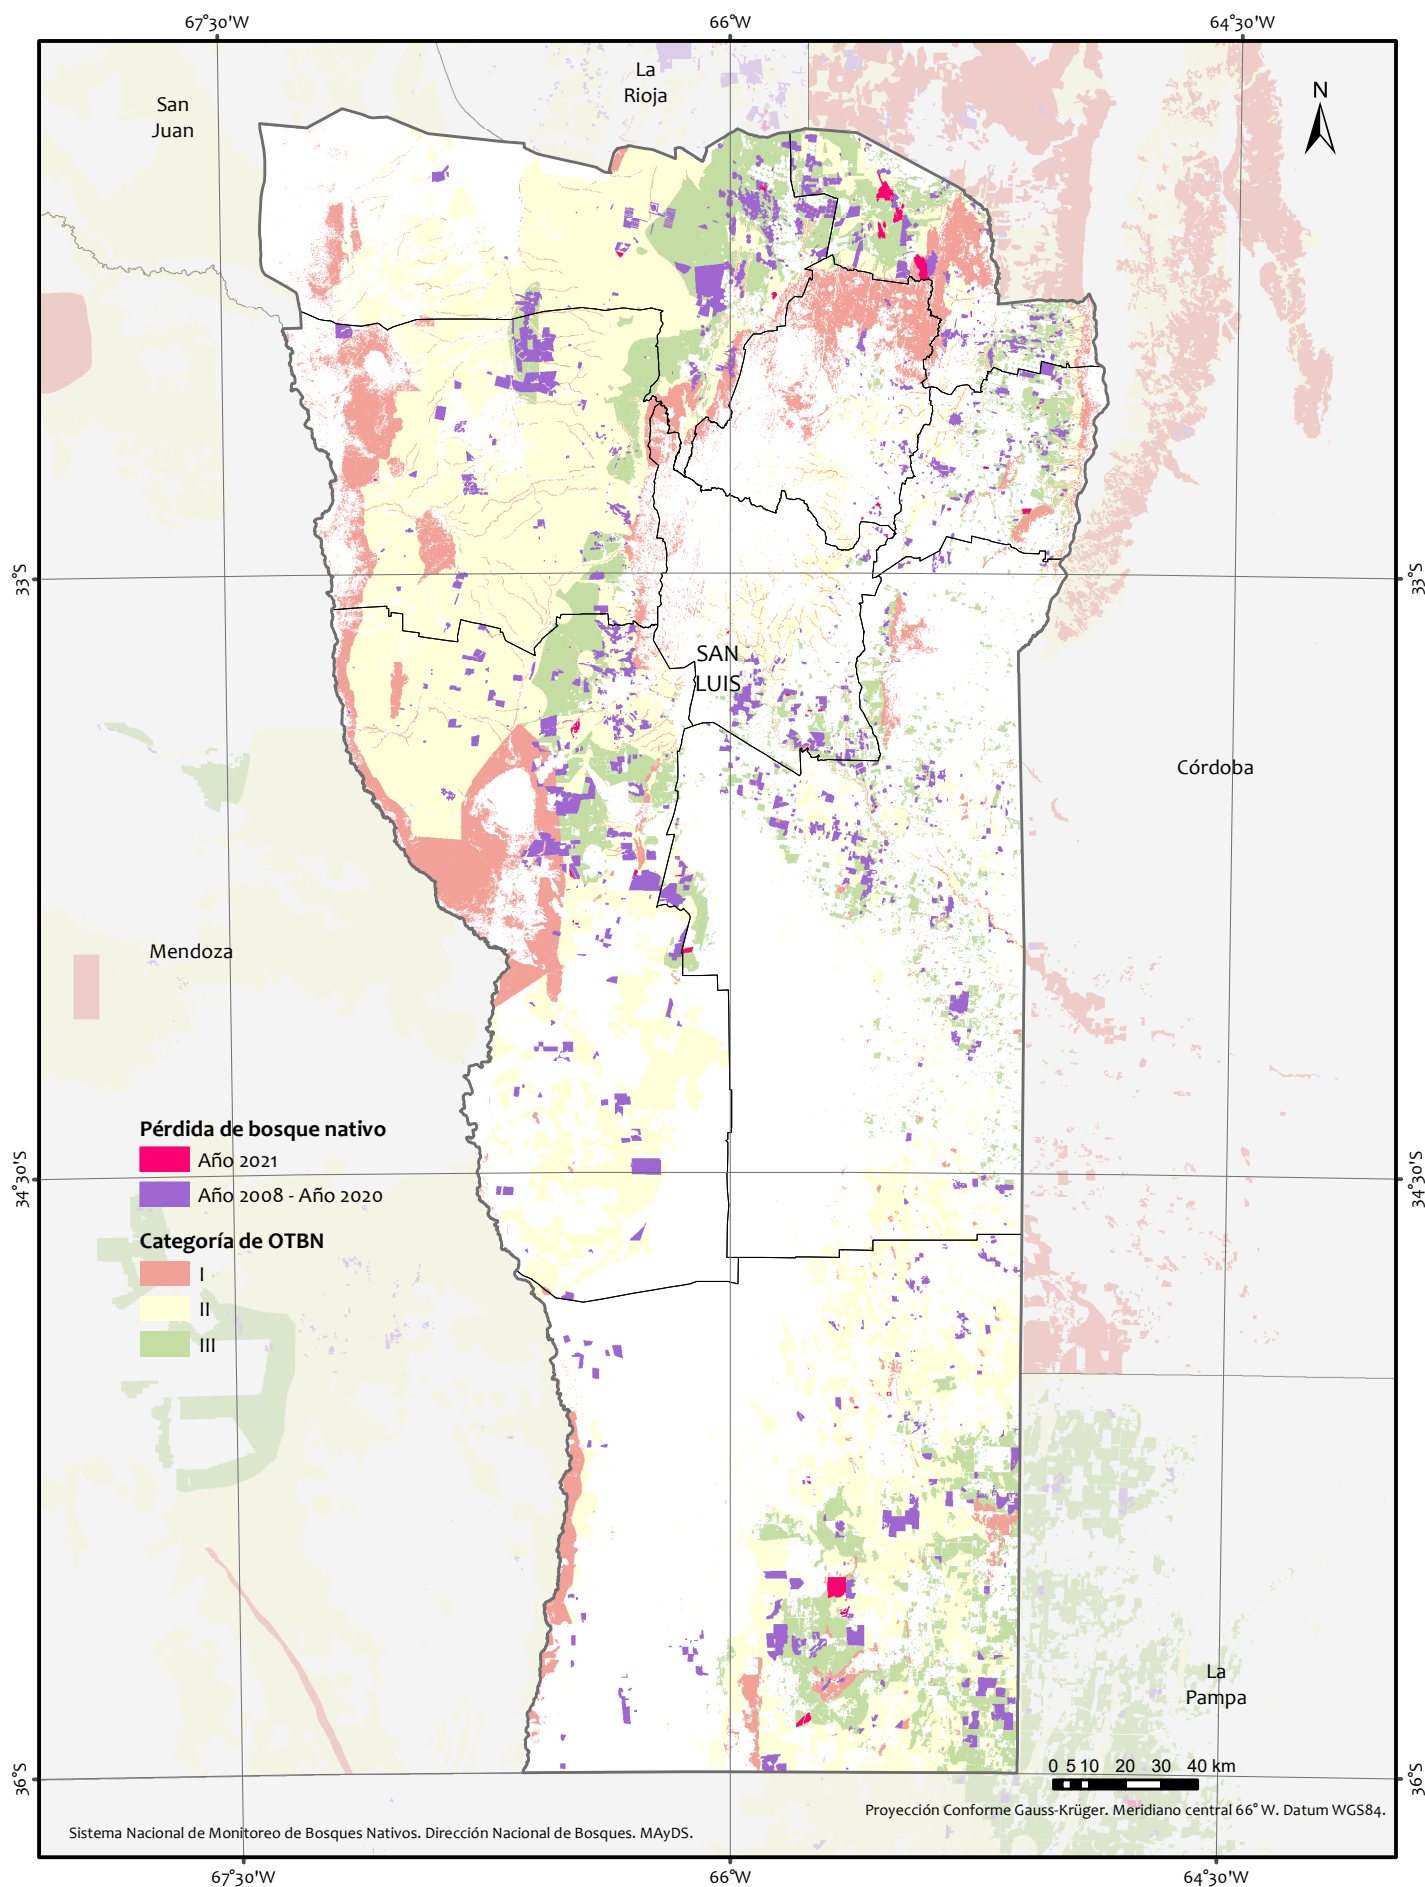 67°30'W
66°W
64°30'W
La
Rioja
San
Juan
N
33°S
33°S
SAN
LUIS
Córdoba
Mendoza
Pérdida de bosque nativo
Año 2021
Año 2008 - Año 2020
Categoría de OTBN
I
II
III
34°30'S
34°30'S
La
Pampa
0 5 10 20 30 40 km
36°S
36°S
Proyección Conforme Gauss-Krüger. Meridiano central 66° W. Datum WGS84.
Sistema Nacional de Monitoreo de Bosques Nativos. Dirección Nacional de Bosques. MAyDS.
67°30'W
66°W
64°30'W